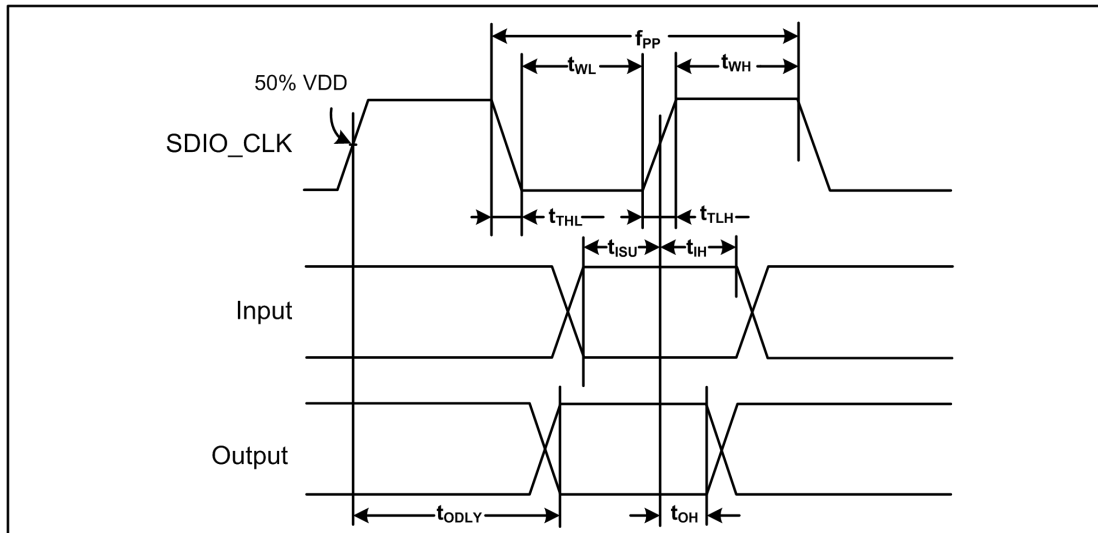 fPP
tWL
tWH
50% VDD
SDIO_CLK
tTHL
tTLH
tISU
tIH
Input
Output
tODLY
tOH